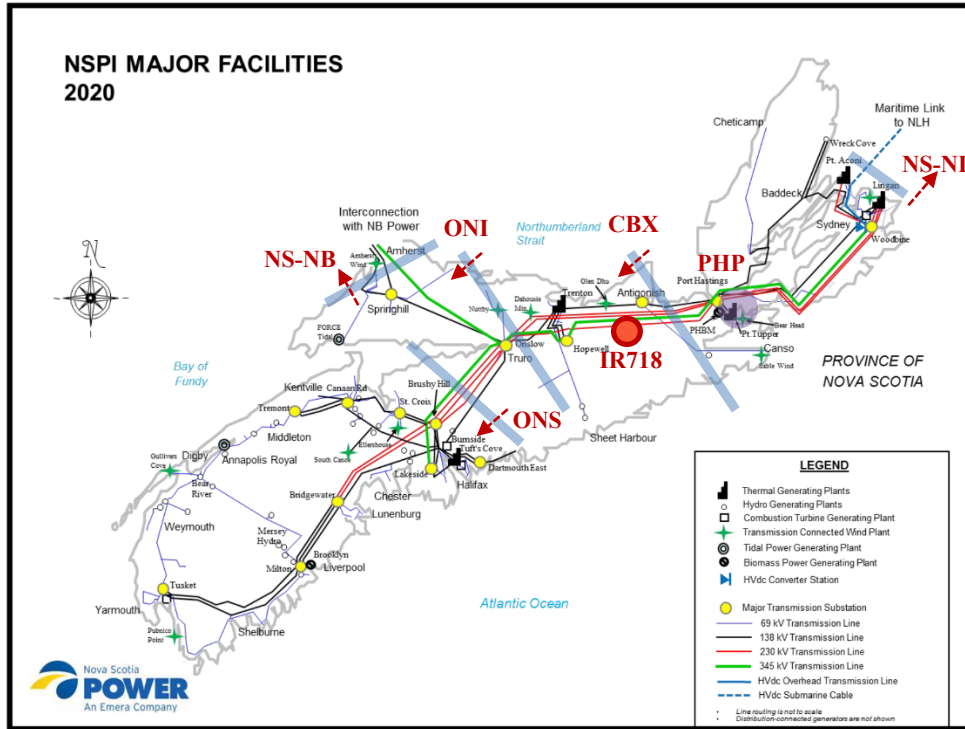 NSPI MAJOR FACILITIES
2020
Maritime Link
to NLH
Cheticamp
Wreck Cove
Pt. Aconi
NS-NL
Lingan
Baddeck
Sydney
Woodbine
Interconnection
with NB Power
ONI
Northumberland
Strait
CBX
NS-NB
Amherst
Amherst
Wind
Glen Dhu
PHP
Port Hastings
Springhill
Nuttby
Dalhousie
Mtn
Trenton
Antigonish
FORCE
Tidal
Onslow
Truro
Hopewell
IR718
PHBM
Pt.Tupper
Bear Head
Canso
Sable Wind
Bay of
Fundy
Brushy Hill
PROVINCE OF
NOVA SCOTIA
Kentville
Canaan Rd
St. Croix
Tremont
ONS
Sheet Harbour
Middleton
Ellershouse
Burnside
Tuft's Cove
Digby
Annapolis Royal
South Canoe
Dartmouth East
Gullivers
Cove
Lakeside
Halifax
Bear
River
Chester
Bridgewater
Lunenburg
Weymouth
Mersey
Hydro
Brooklyn
Milton
Liverpool
Tusket
Yarmouth
Atlantic Ocean
Shelburne
Pubnico
Point
Nova Scotia
POWER
An Emera Company
LEGEND
Thermal Generating Plants
Hydro Generating Plants
Combustion Turbine Generating Plant
Transmission Connected Wind Plant
Tidal Power Generating Plant
Biomass Power Generating Plant
HVdc Converter Station
Major Transmission Substation
69 kV Transmission Line
138 kV Transmission Line
230 kV Transmission Line
345 kV Transmission Line
HVdc Overhead Transmission Line
HVdc Submarine Cable
• Line routing is not to scale
• Distribution-connected generators are not shown
N